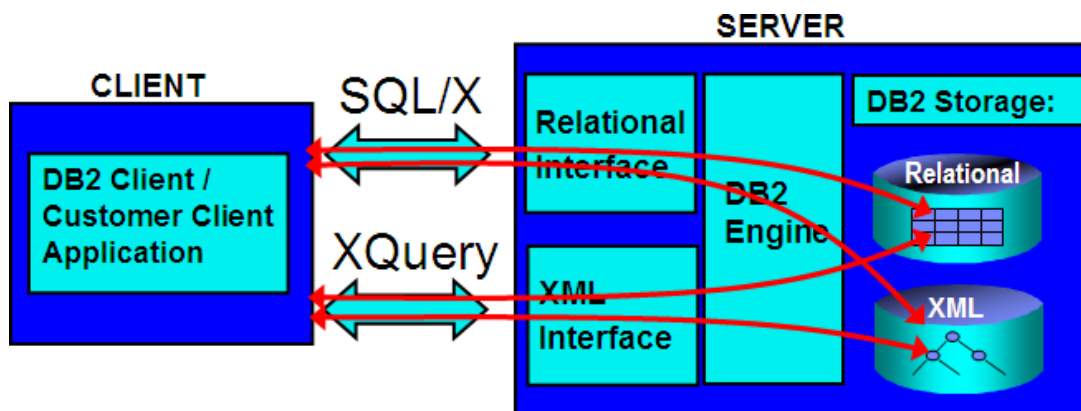 SERVER
CLIENT
SQL/X
DB2 Client /
Customer Client
Application
XQuery
Relational
Interface
XML
Interface
DB2
Engine
DB2 Storage:
Relational
XML